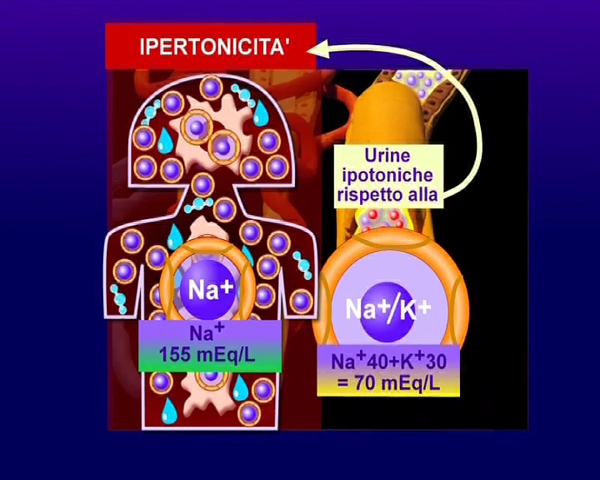 IPERTONICITA'
Urine
ipotoniche
rispetto alla
Na+
Na+
155 mEq/L
Na+/K+
Na+40+K+30
= 70 mEq/L